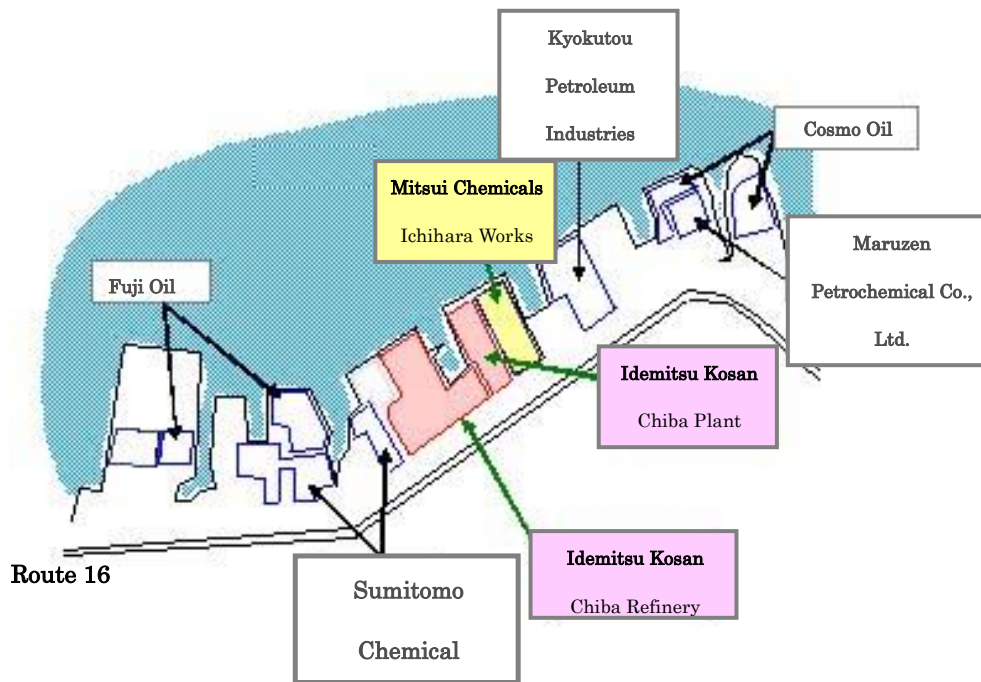 Kyokutou
Petroleum
Industries
Cosmo Oil
Mitsui Chemicals
Ichihara Works
Maruzen
Petrochemical Co.,
Ltd.
Fuji Oil
Idemitsu Kosan
Chiba Plant
Idemitsu Kosan
Chiba Refinery
Route 16
Sumitomo
Chemical